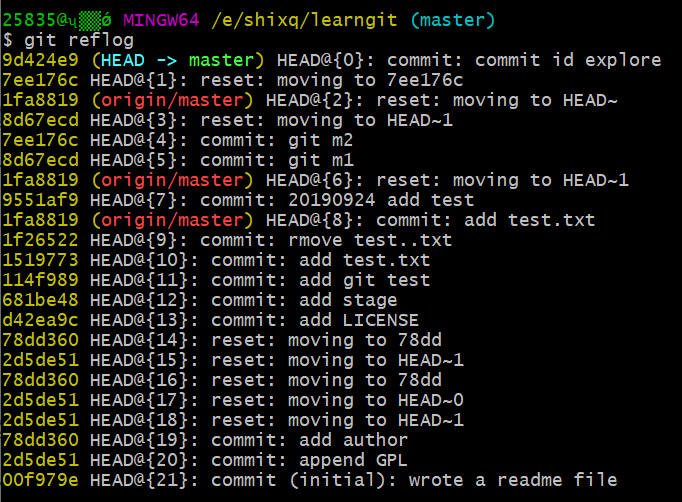 25835@ MINGW64 /e/shixq/learngit (master)
$ git reflog
9d424e9 (HEAD -> master) HEAD@{0}: commit: commit id explore
7ee176c HEAD@{1}: reset: moving to 7ee176c
1fa8819 (origin/master) HEAD@{2}: reset: moving to HEAD~
8d67ecd HEAD@{3}: reset: moving to HEAD~1
7ee176c HEAD@{4}: commit: git m2
8d67ecd HEAD@{5}: commit: git m1
1fa8819 (origin/master) HEAD@{6}: reset: moving to HEAD~1
9551af9 HEAD@{7}: commit: 20190924 add test
1fa8819 (origin/master) HEAD@{8}: commit: add test.txt
1f26522 HEAD@{9}: commit: rmove test..txt
1519773 HEAD@{10}: commit: add test.txt
114f989 HEAD@{11}: commit: add git test
681be48 HEAD@{12}: commit: add stage
d42ea9c HEAD@{13}: commit: add LICENSE
78dd360 HEAD@{14}: reset: moving to 78dd
2d5de51 HEAD@{15}: reset: moving to HEAD~1
78dd360 HEAD@{16}: reset: moving to 78dd
2d5de51 HEAD@{17}: reset: moving to HEAD~0
2d5de51 HEAD@{18}: reset: moving to HEAD~1
78dd360 HEAD@{19}: commit: add author
2d5de51 HEAD@{20}: commit: append GPL
00f979e HEAD@{21}: commit (initial): wrote a readme file